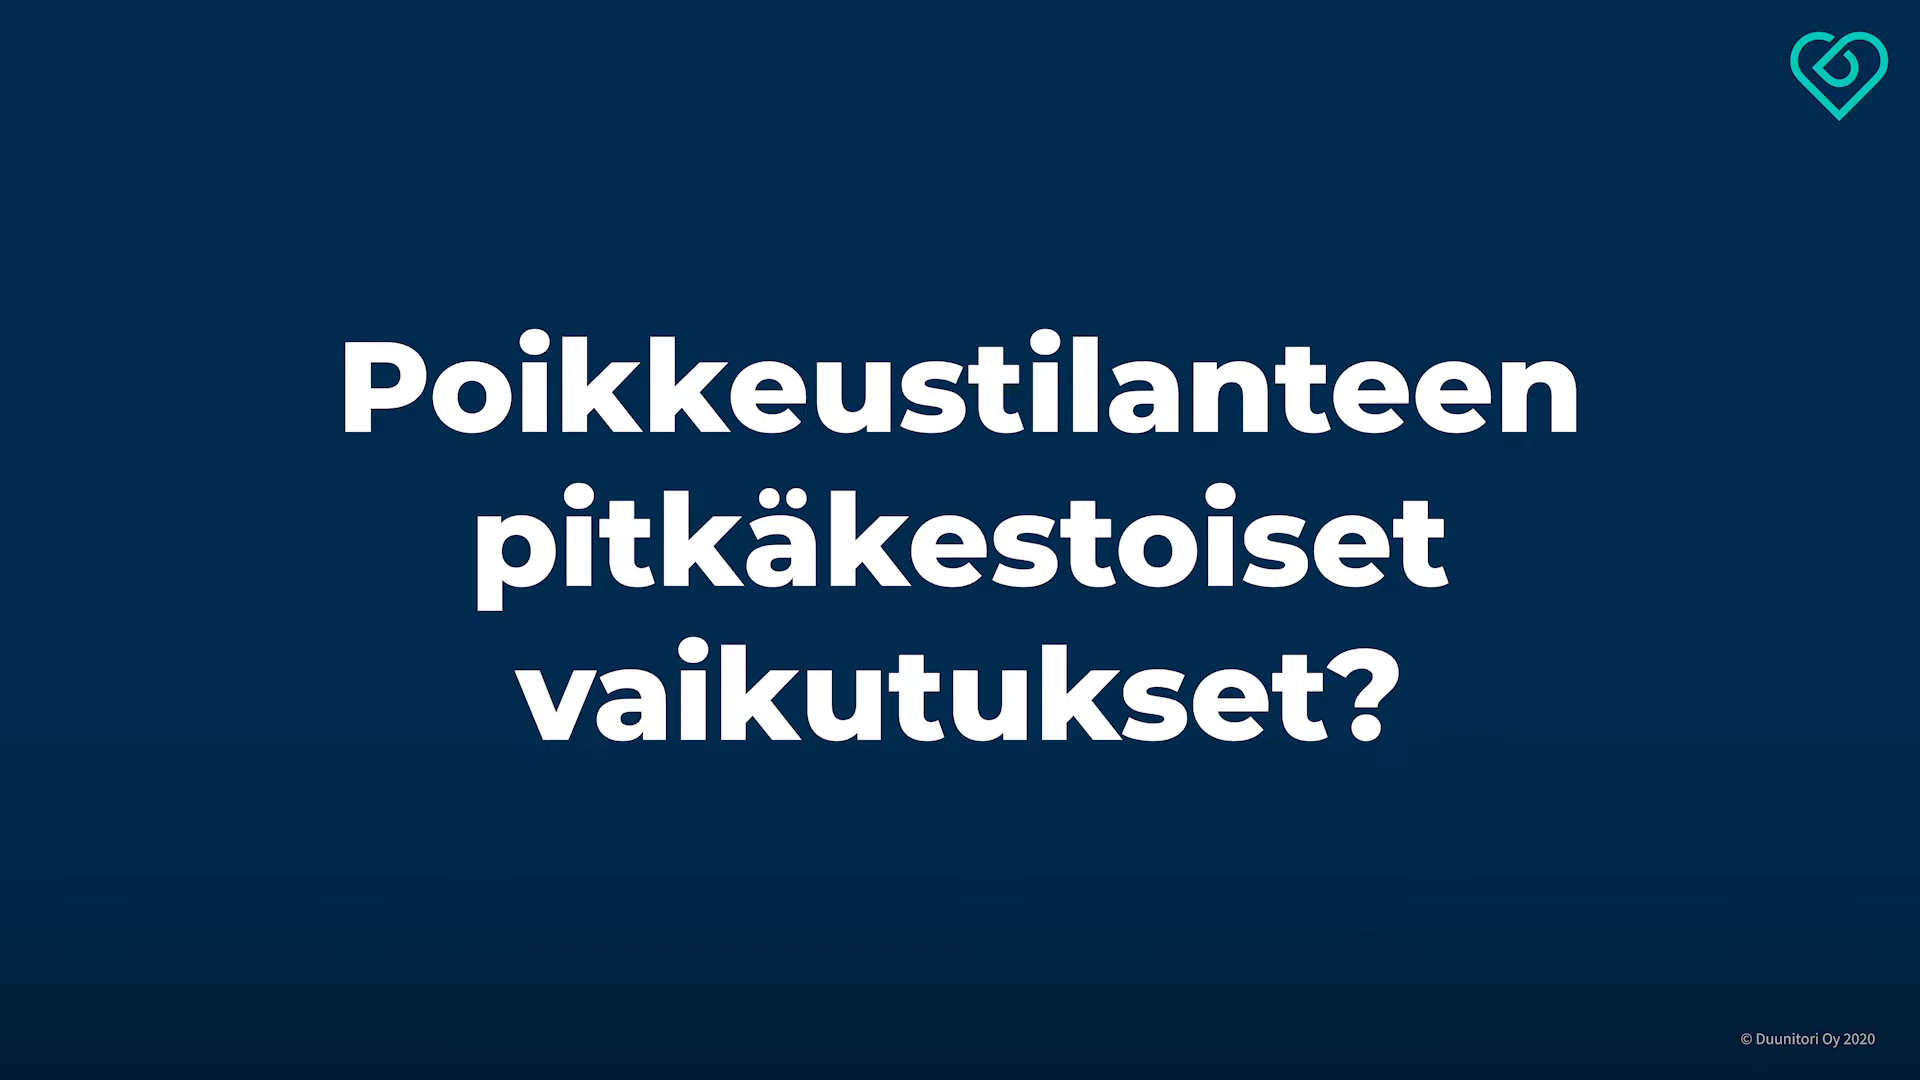 Poikkeustilanteen
pitkäkestoiset
vaikutukset?
© Duunitori Oy 2020